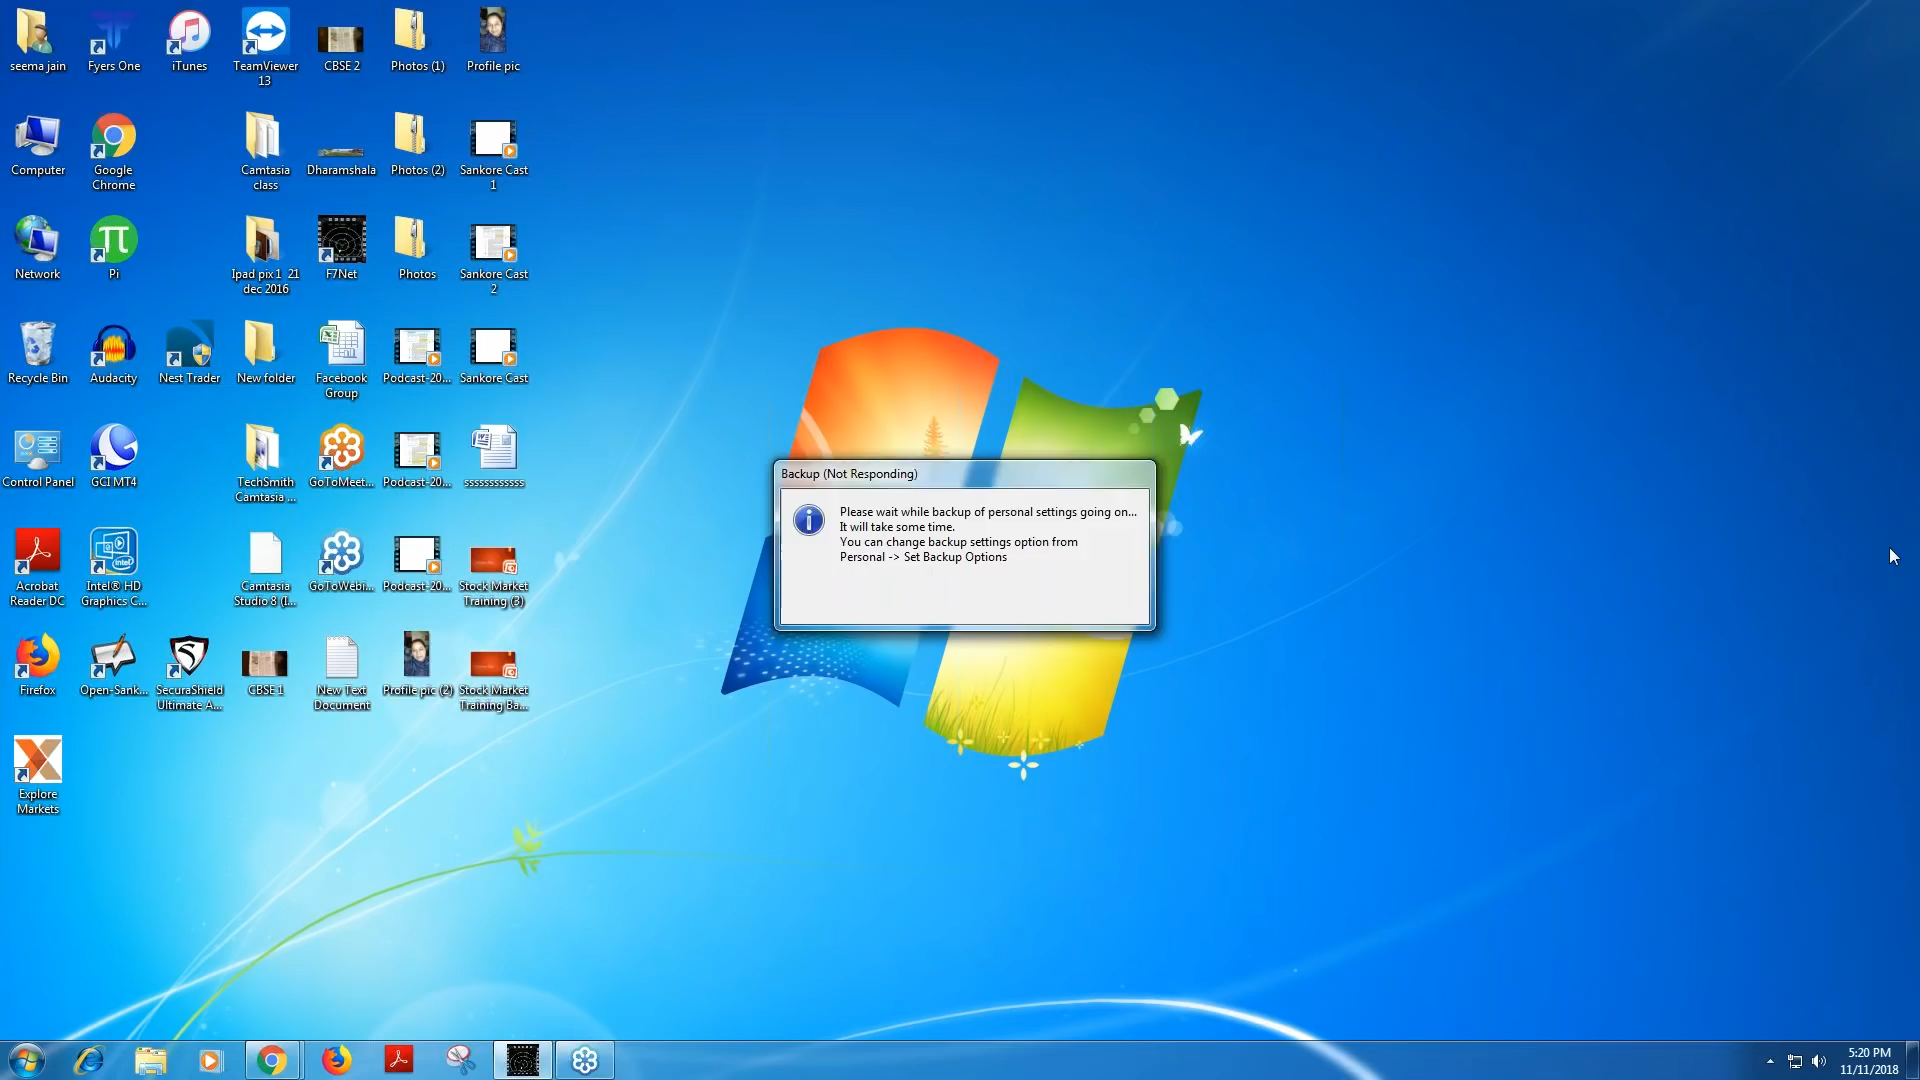 seema jain
Fyers One
iTunes
TeamViewer
13
CBSE 2
Photos (1)
Profile pic
Computer
Google
Chrome
Camtasia
class
Dharamshala
Photos (2)
Sankore Cast
1
Network
Pi
Ipad pix 1 21
dec 2016
F7Net
Photos
Sankore Cast
2
Recycle Bin
Audacity
Nest Trader
New folder
Facebook
Group
Podcast-20...
Sankore Cast
Control Panel
GCI MT4
TechSmith
Camtasia ...
GoToMeet...
Podcast-20...
ssssssssssss
Acrobat
Reader DC
Intel® HD
Graphics C...
Camtasia
Studio 8 (I...
GoToWebi...
Podcast-20...
Stock Market
Training (3)
Firefox
Open-Sank...
SecuraShield
Ultimate A...
CBSE 1
New Text
Document
Profile pic (2)
Stock Market
Training Ba...
Explore
Markets
Backup (Not Responding)
Please wait while backup of personal settings going on...
It will take some time.
You can change backup settings option from
Personal -> Set Backup Options
5:20 PM
11/11/2018